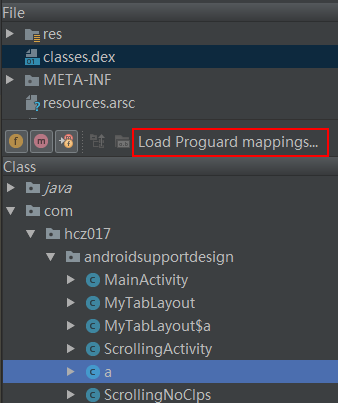 File
res
classes.dex
META-INF
resources.arsc
f m f Load Proguard mappings...
Class
java
com
hcz017
androidsupportdesign
C MainActivity
C MyTabLayout
C MyTabLayout$a
C ScrollingActivity
C a
C ScrollingNoClps